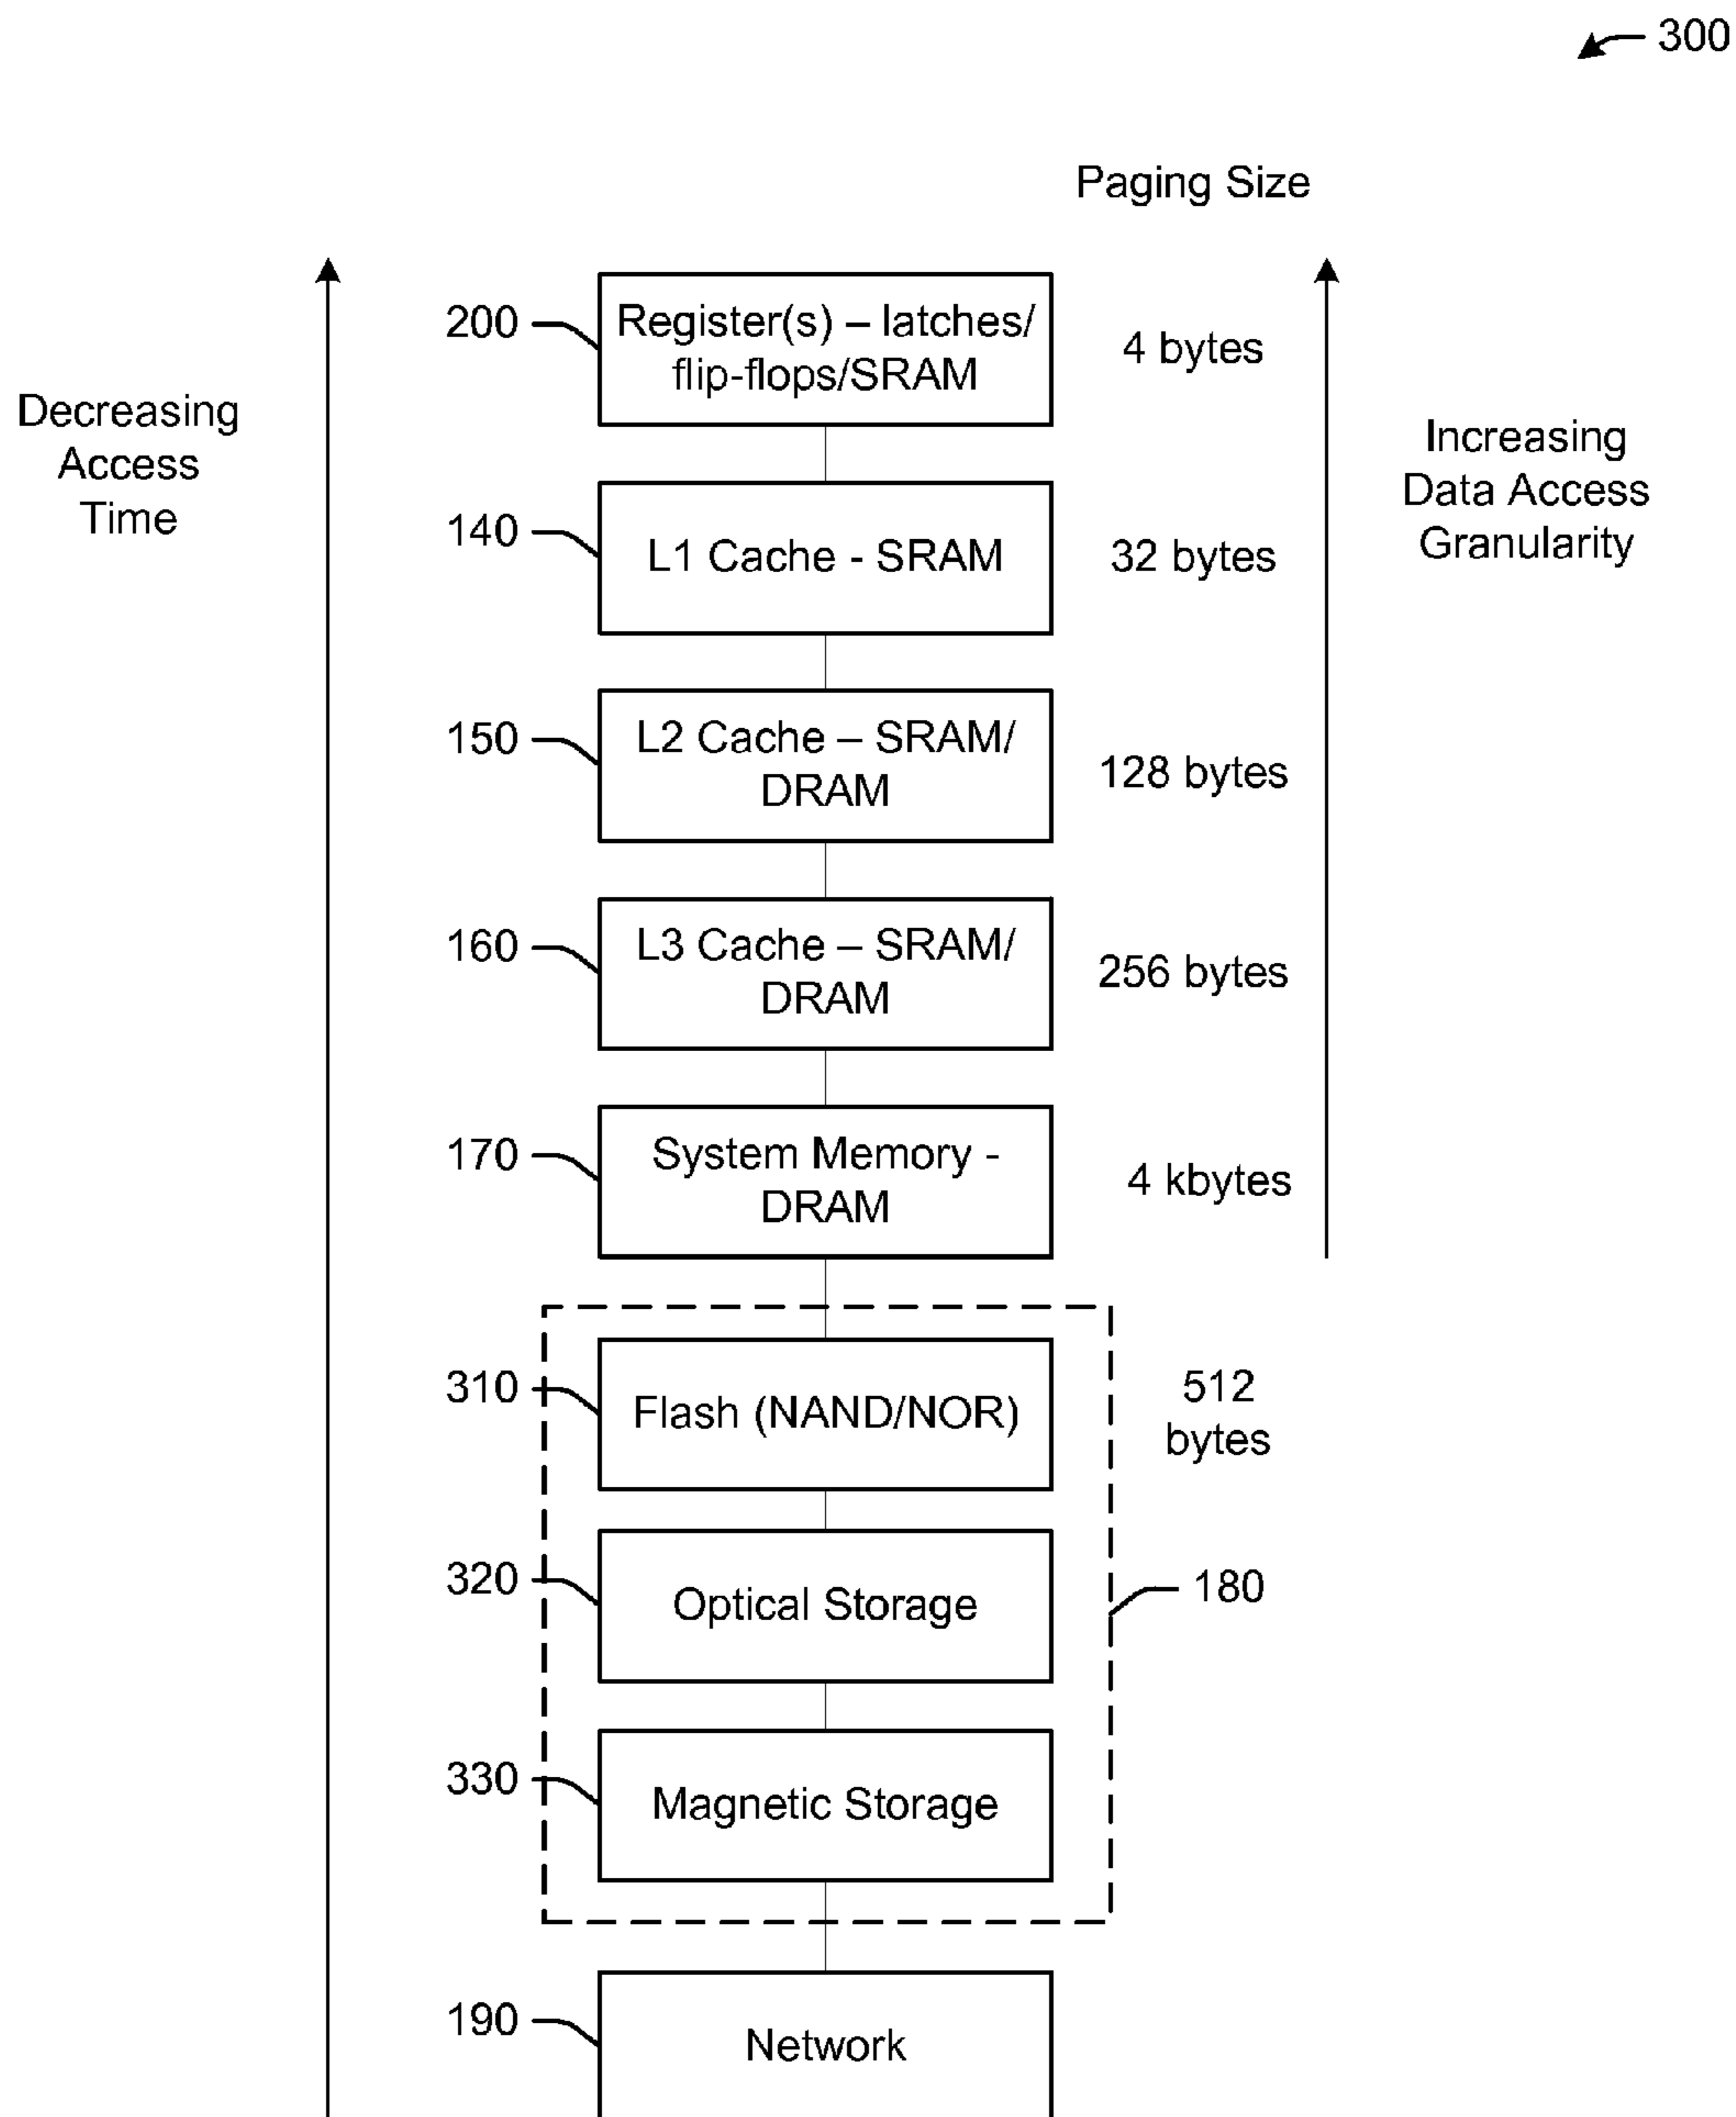 300
Paging Size
200
Register(s) – latches/
flip-flops/SRAM
4 bytes
Decreasing
Access
Time
Increasing
Data Access
Granularity
140
L1 Cache - SRAM
32 bytes
150
L2 Cache – SRAM/
DRAM
128 bytes
160
L3 Cache – SRAM/
DRAM
256 bytes
170
System Memory -
DRAM
4 kbytes
310
Flash (NAND/NOR)
512
bytes
320
Optical Storage
180
330
Magnetic Storage
190
Network